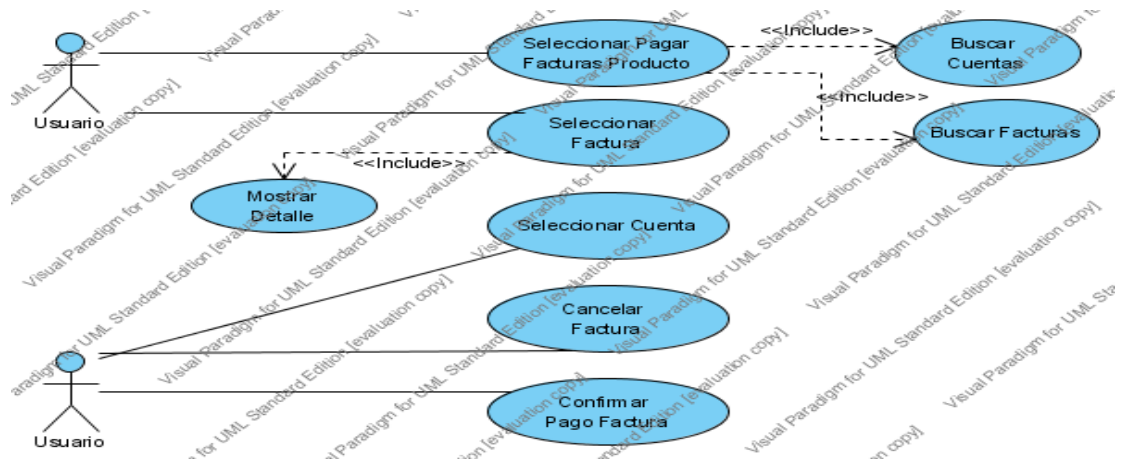 Seleccionar Pagar
Facturas Producto
<<Include>>
Buscar
Cuentas
<<Include>>
Usuario
Seleccionar
Factura
Buscar Facturas
<<Include>>
Mostrar
Detalle
Seleccionar Cuenta
Cancelar
Factura
Usuario
Confirmar
Pago Factura
Visual Paradigm for UML Standard Edition [evaluation copy]